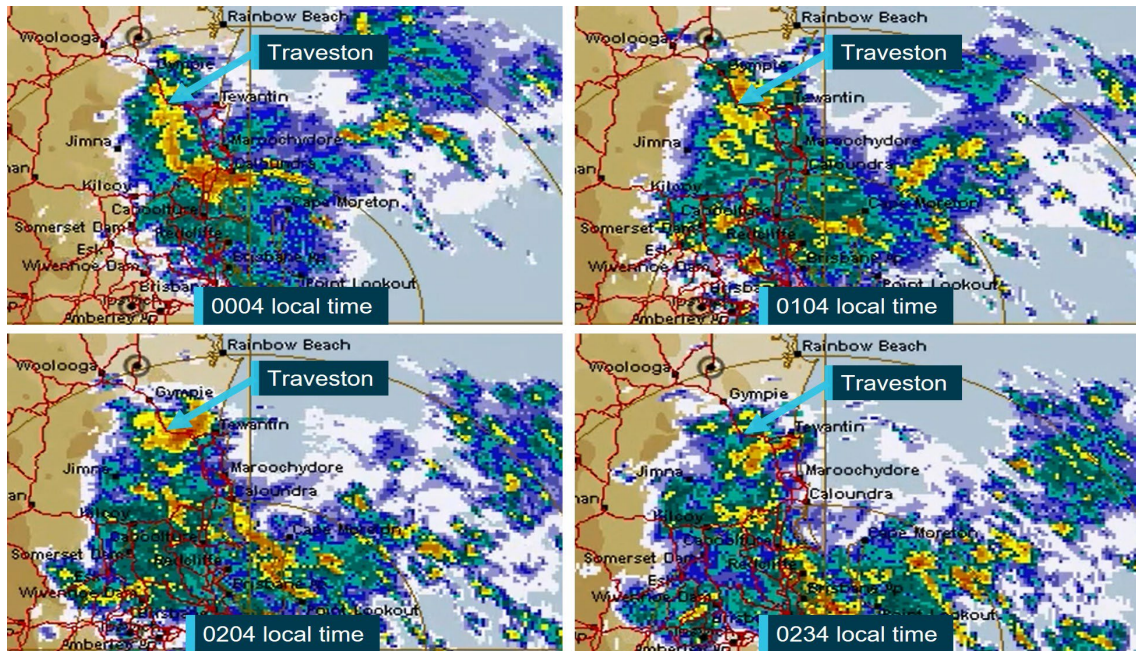 Rainbow Beach
Woolooga
Traveston
Gympie
Tewantin
Jimna
Maroochydore
Caloundra
Kilcoy
Caboolture
Cape Moreton
Somerset Dam
Redcliffe
Esk
Wivenhoe Dam
Brisbane Ap
Point Lookout
0004 local time
Amberley Ap
Rainbow Beach
Woolooga
Traveston
Gympie
Tewantin
Jimna
Maroochydore
Caloundra
Kilcoy
Caboolture
Cape Moreton
Somerset Dam
Redcliffe
Esk
Wivenhoe Dam
Brisbane Ap
Point Lookout
0104 local time
Amberley Ap
Rainbow Beach
Woolooga
Traveston
Gympie
Tewantin
Jimna
Maroochydore
Caloundra
Kilcoy
Cape Moreton
Caboolture
Somerset Dam
Redcliffe
Wivenhoe Dam
Brisbane Ap
Point Lookout
0204 local time
Rainbow Beach
Woolooga
Traveston
Gympie
Tewantin
Jimna
Maroochydore
Caloundra
Kilcoy
Cape Moreton
Caboolture
Somerset Dam
Redcliffe
Esk
Wivenhoe Dam
Brisbane Ap
Point Lookout
0234 local time